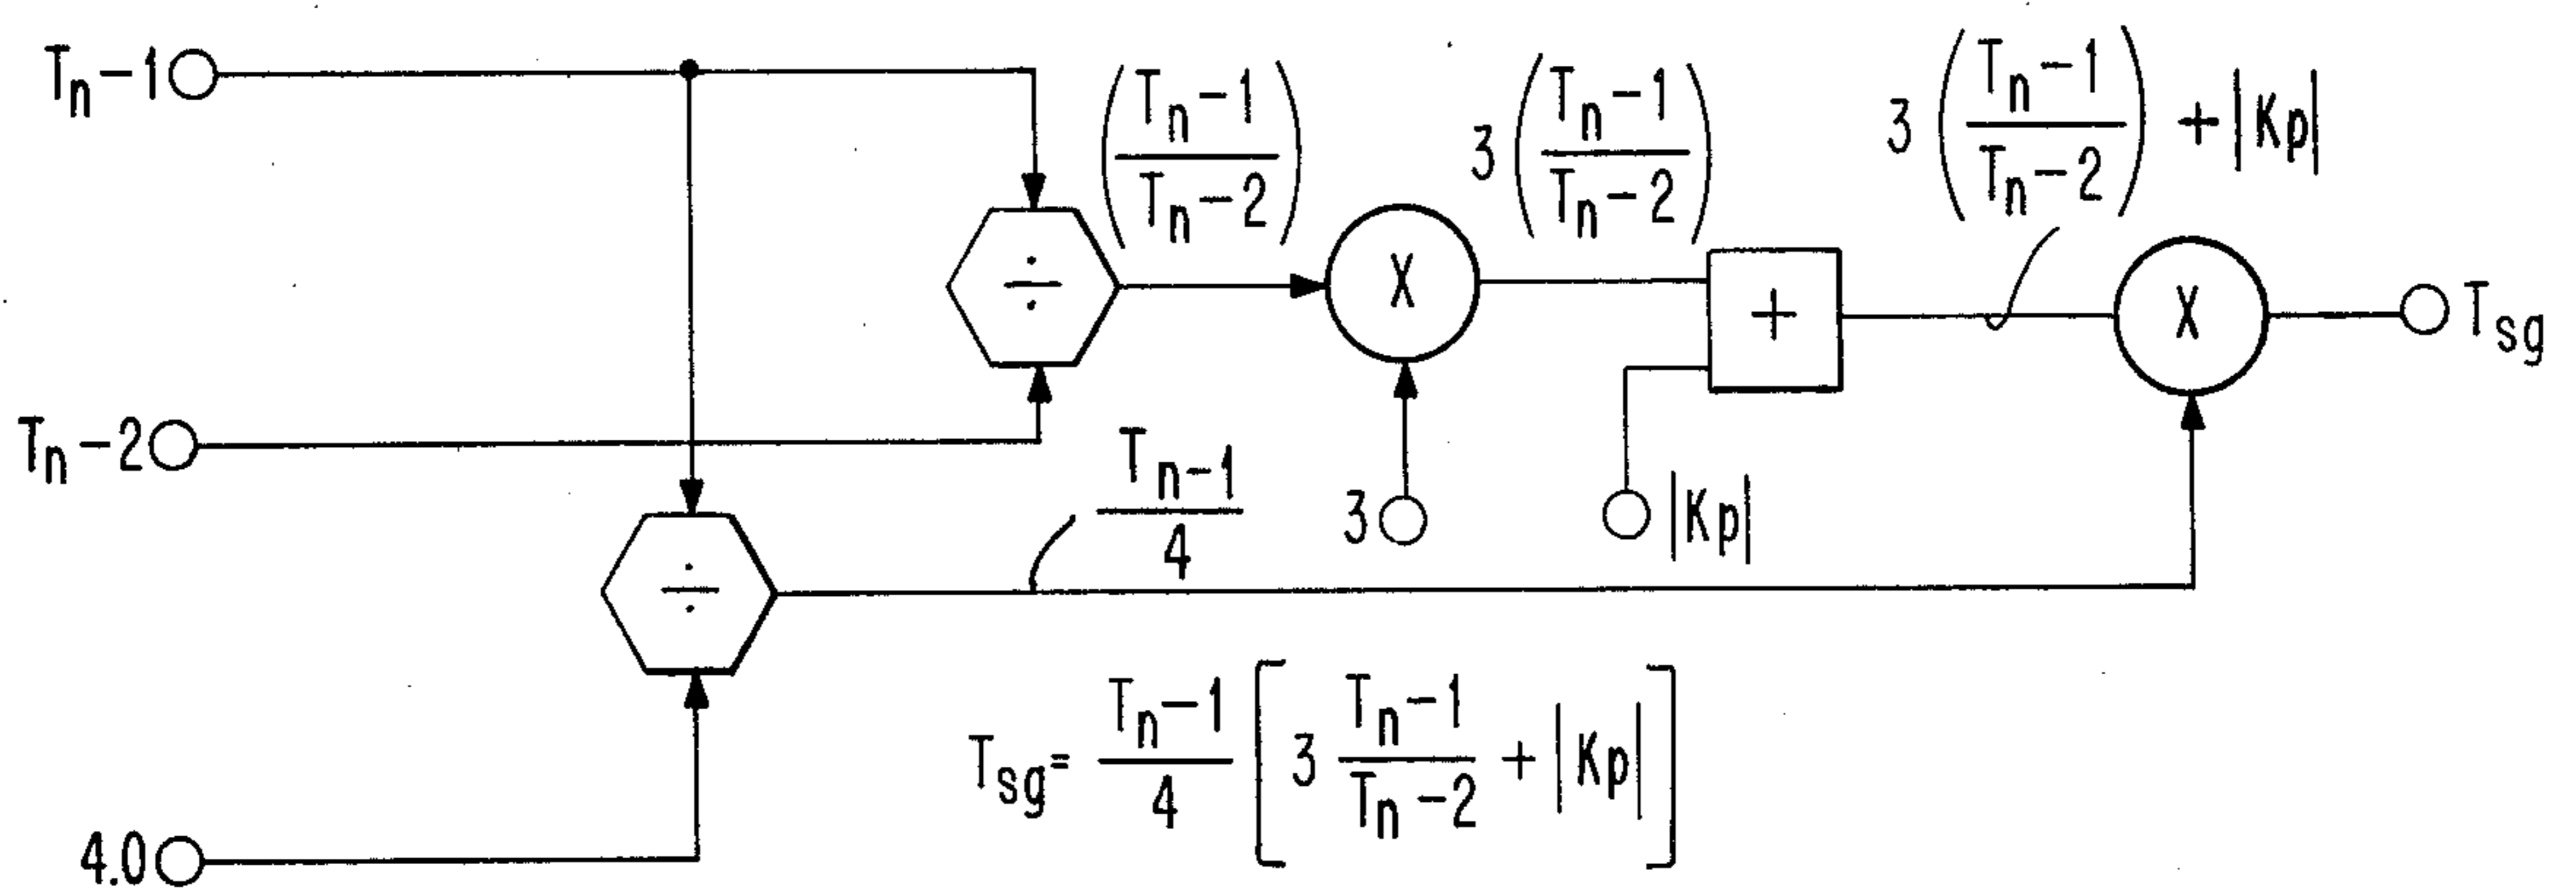 Tn-1
(Tn-1/Tn-2)
3 (Tn-1/Tn-2)
3 (Tn-1/Tn-2) + |Kp|
÷
X
+
X
Tsg
Tn-2
Tn-1/4
3
|Kp|
÷
Tsg= Tn-1/4 [3 Tn-1/Tn-2 + |Kp|]
4.0